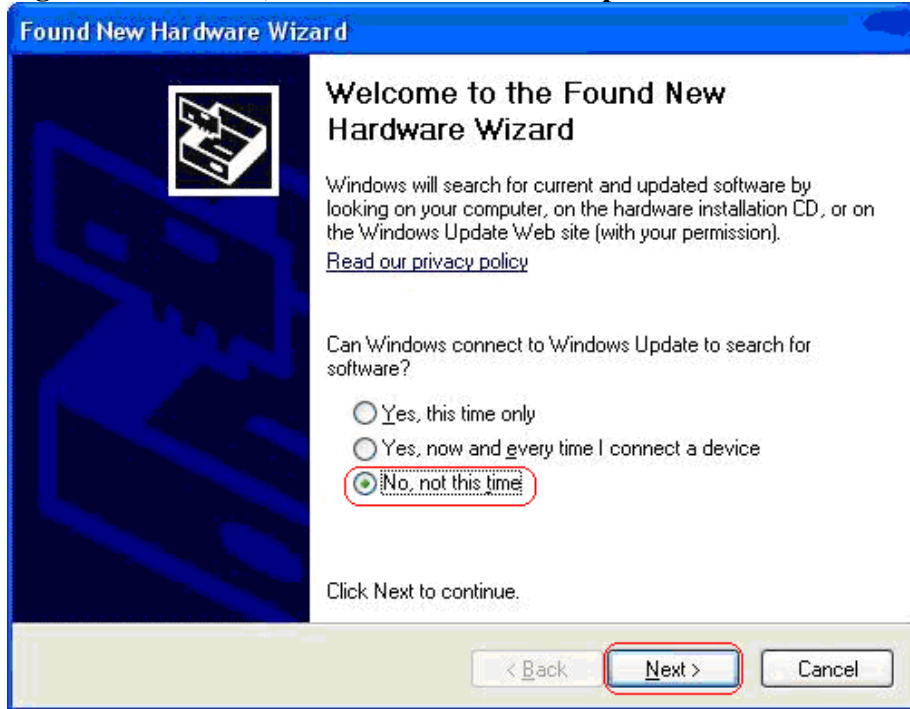 Found New Hardware Wizard
Welcome to the Found New
Hardware Wizard
Windows will search for current and updated software by
looking on your computer, on the hardware installation CD, or on
the Windows Update Web site (with your permission).
Read our privacy policy
Can Windows connect to Windows Update to search for
software?
Yes, this time only
Yes, now and every time I connect a device
No, not this time
Click Next to continue.
< Back Next > Cancel